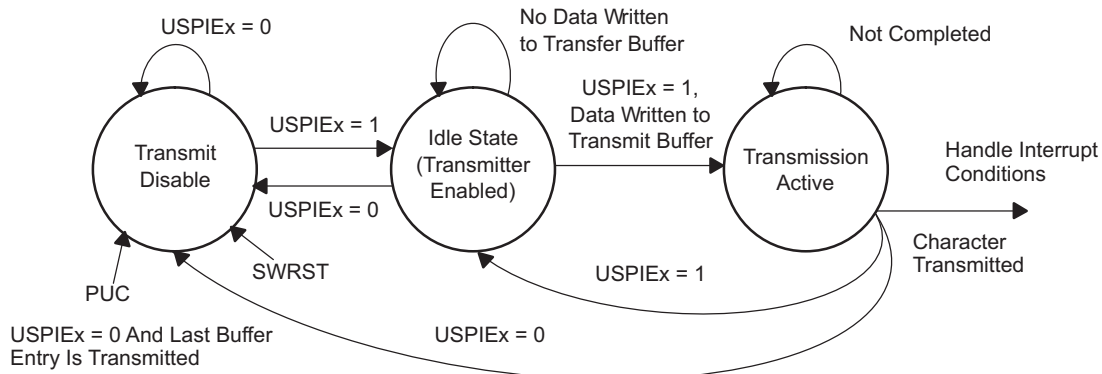 USPIEx = 0
No Data Written
to Transfer Buffer
Not Completed
USPIEx = 1
USPIEx = 1,
Data Written to
Transmit Buffer
Transmit
Disable
Idle State
(Transmitter
Enabled)
Transmission
Active
Handle Interrupt
Conditions
USPIEx = 0
SWRST
PUC
USPIEx = 1
Character
Transmitted
USPIEx = 0 And Last Buffer
Entry Is Transmitted
USPIEx = 0